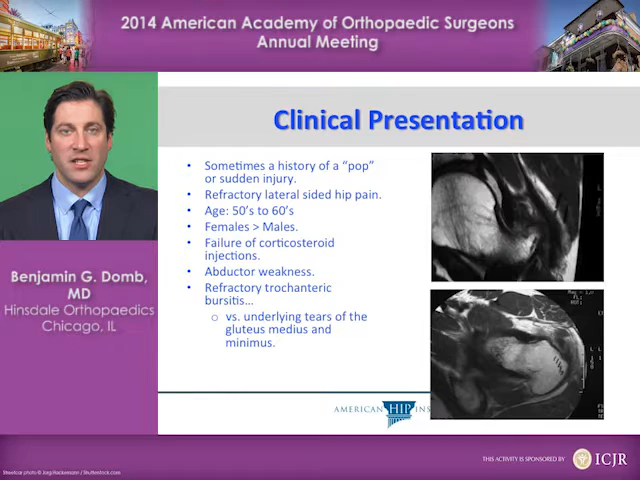 2014 American Academy of Orthopaedic Surgeons
Annual Meeting
Clinical Presentation
• Sometimes a history of a “pop”
or sudden injury.
• Refractory lateral sided hip pain.
• Age: 50’s to 60’s
• Females > Males.
• Failure of corticosteroid
injections.
• Abductor weakness.
• Refractory trochanteric
bursitis…
o vs. underlying tears of the
gluteus medius and
minimus.
Benjamin G. Domb,
MD
Hinsdale Orthopaedics
Chicago, IL
AMERICAN HIP INS
THIS ACTIVITY IS SPONSORED BY
ICJR